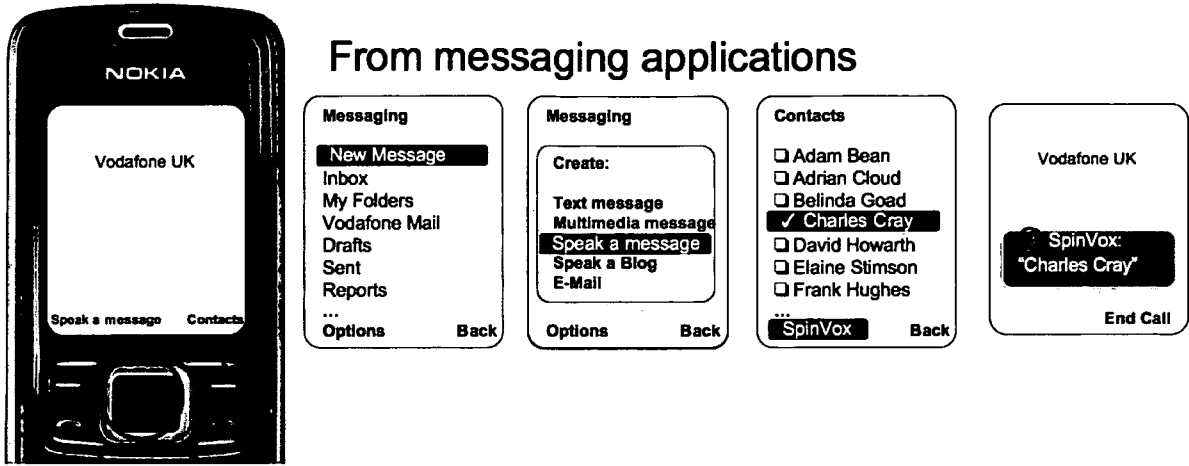 From messaging applications
NOKIA
Vodafone UK
Speak a message Contacts
Messaging
New Message
Inbox
My Folders
Vodafone Mail
Drafts
Sent
Reports
...
Options Back
Messaging
Create:
Text message
Multimedia message
Speak a message
Speak a Blog
E-Mail
Options Back
Contacts
Adam Bean
Adrian Cloud
Belinda Goad
✓ Charles Cray
David Howarth
Elaine Stimson
Frank Hughes
...
SpinVox Back
Vodafone UK
SpinVox:
"Charles Cray"
End Call